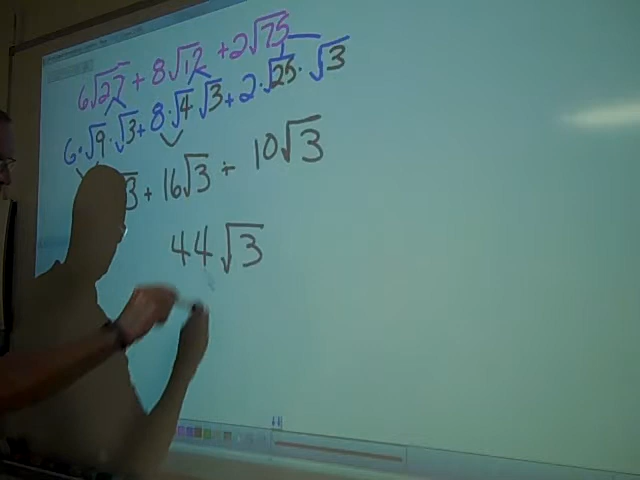 6√27 + 8√12 + 2√75
6·√9·√3 + 8·√4 √3 + 2·√25·√3
√3 + 16√3 + 10√3
44√3